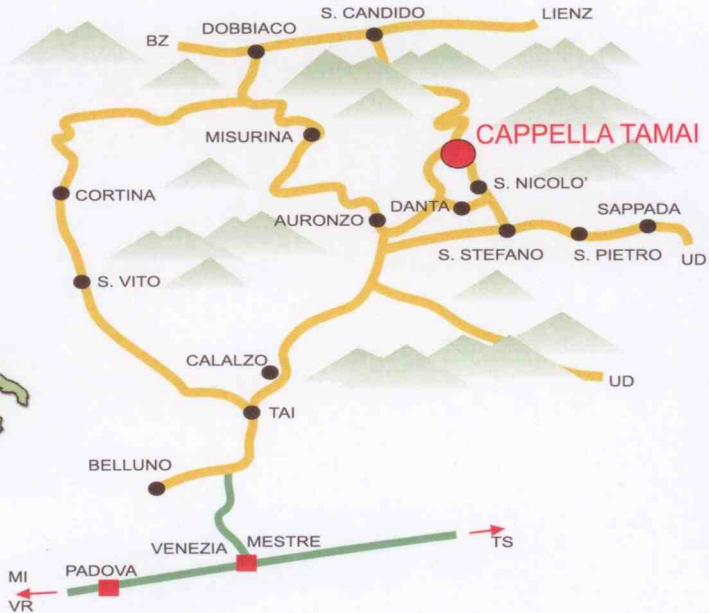 S. CANDIDO
LIENZ
DOBBIACO
BZ
MISURINA
CAPPELLA TAMAI
CORTINA
S. NICOLO'
DANTA
AURONZO
SAPPADA
S. STEFANO
S. PIETRO
UD
S. VITO
CALALZO
UD
TAI
BELLUNO
VENEZIA MESTRE
TS
MI
PADOVA
VR